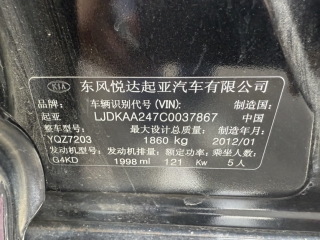 KIA 东风悦达起亚汽车有限公司
品牌: 车辆识别代号(VIN): 制造国:
起亚 LJDKAA247C0037867 中国
整车型号: 最大设计总质量: 制造年月:
YQZ7203 1860 kg 2012/01
发动机型号: 发动机排量: 额定功率: 乘坐人数:
G4KD 1998 ml 121 Kw 5人